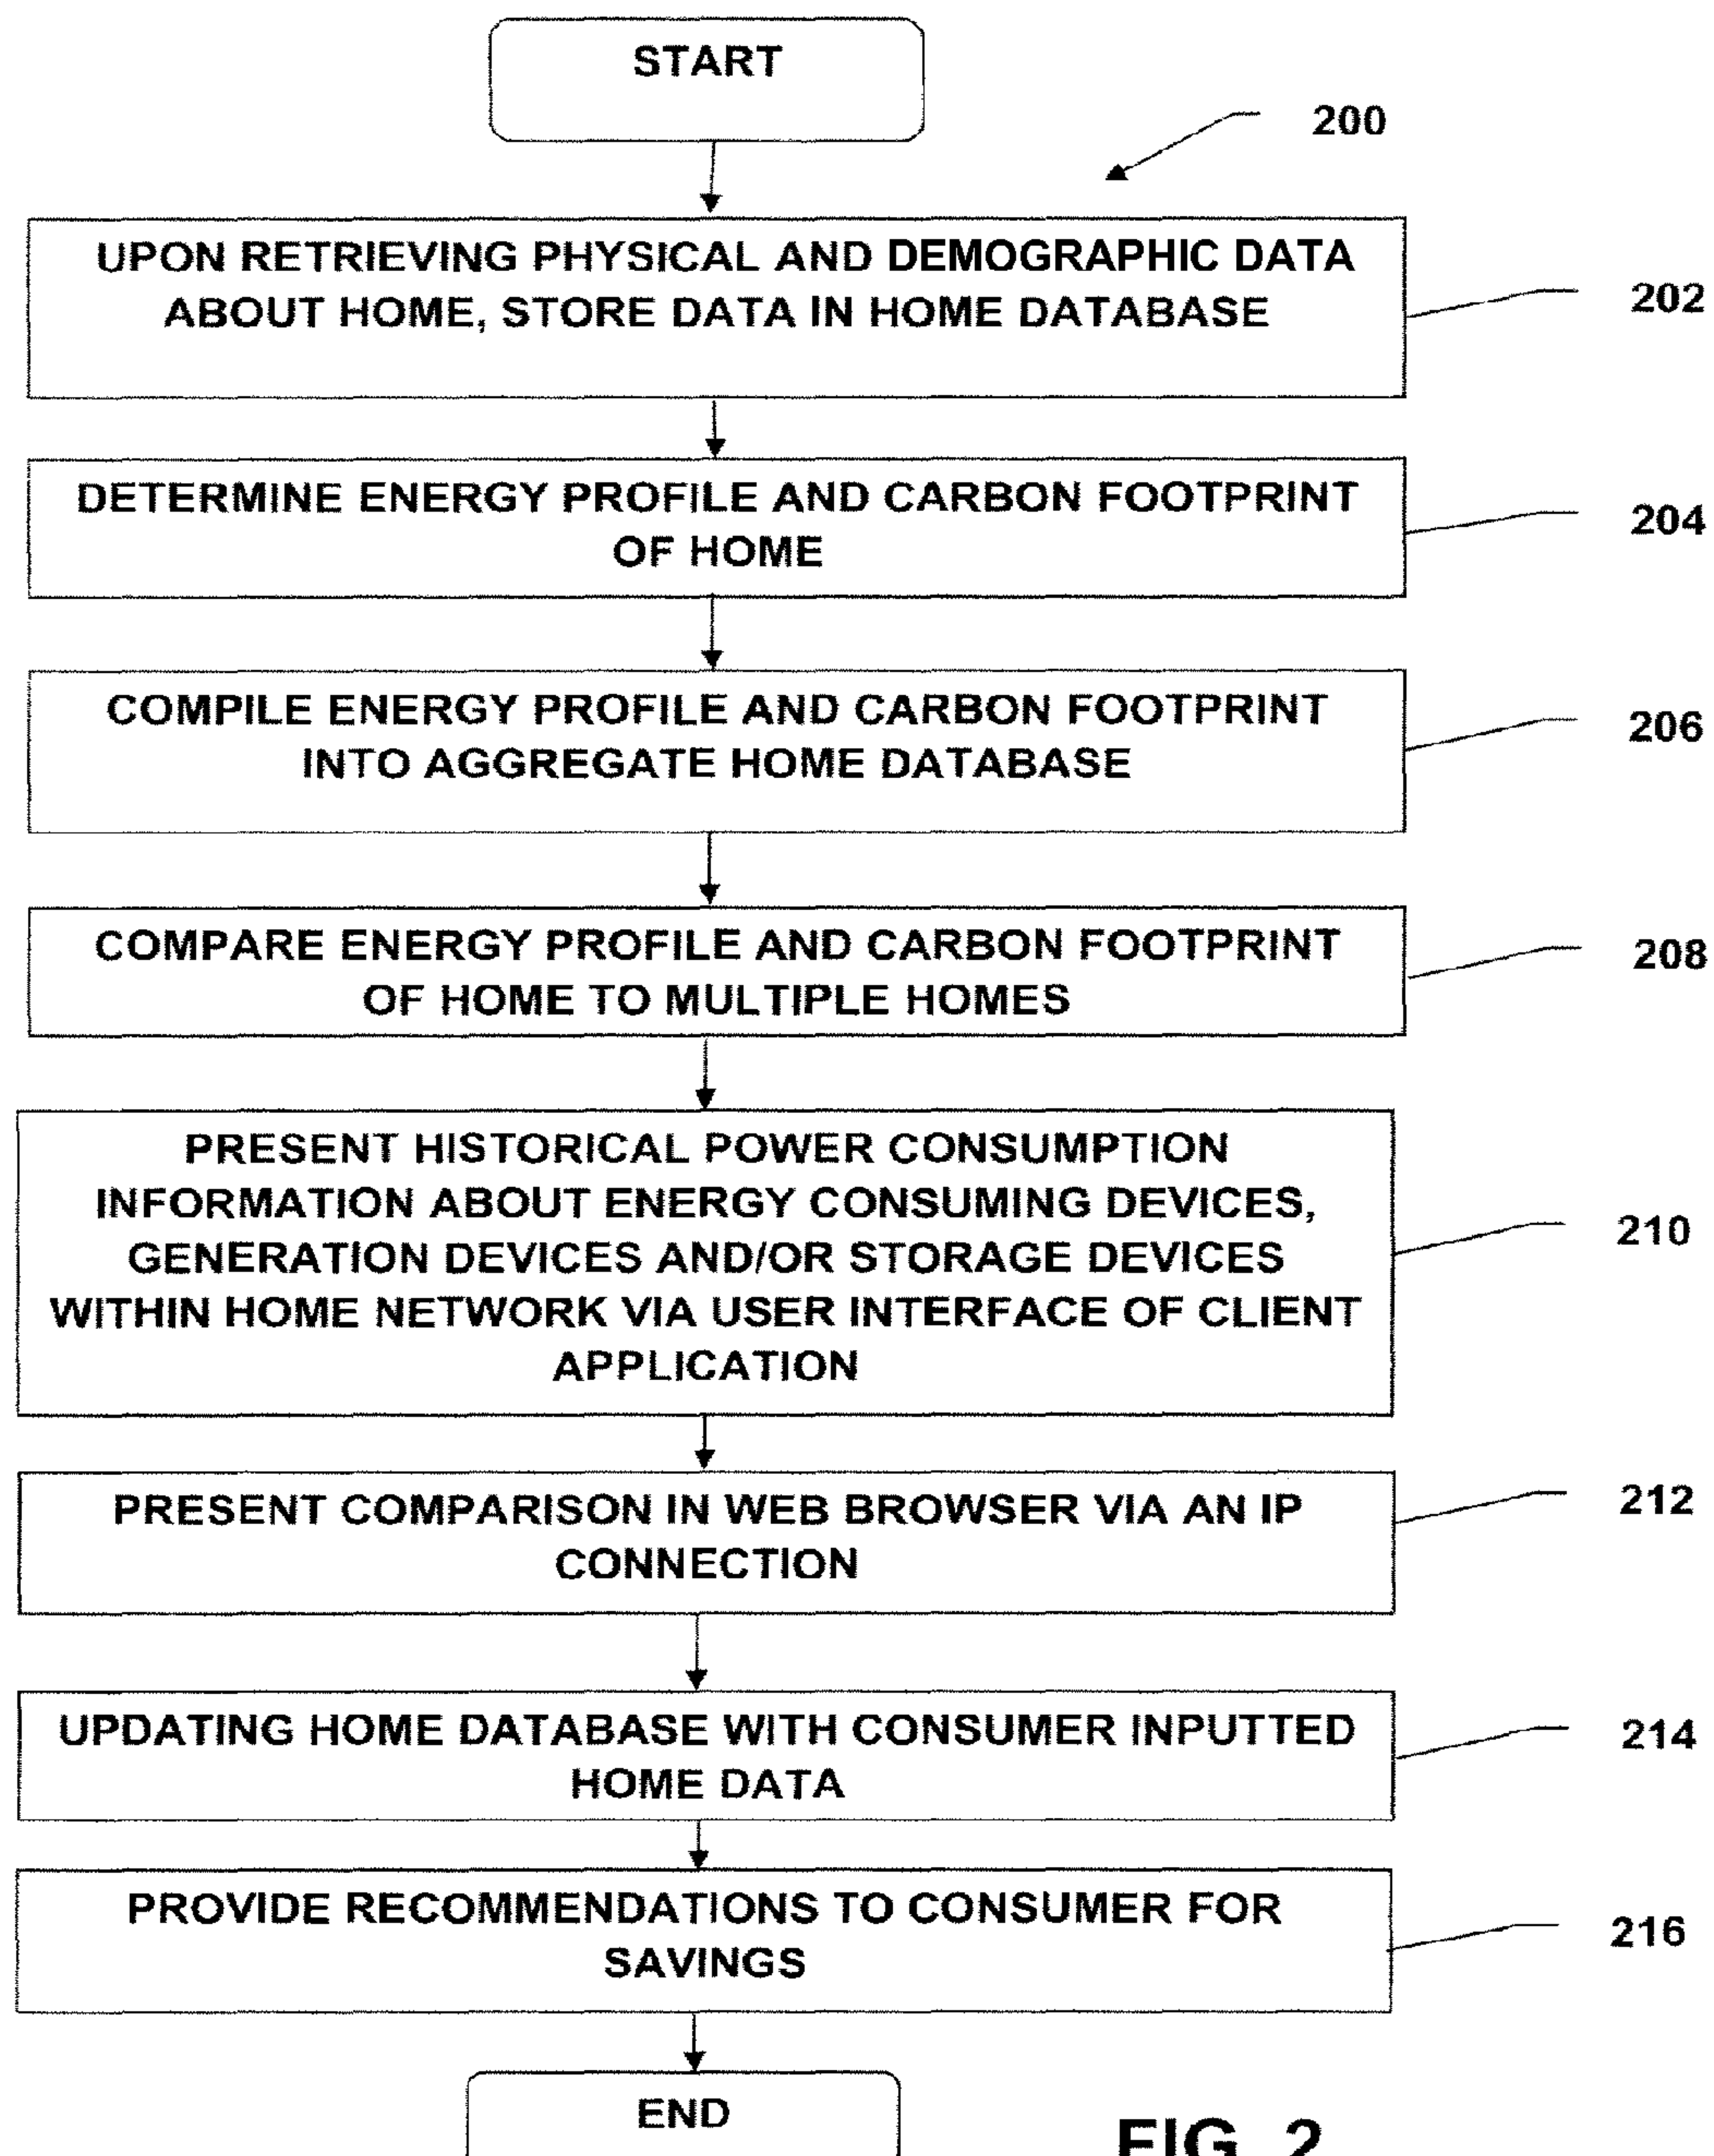 START
200
UPON RETRIEVING PHYSICAL AND DEMOGRAPHIC DATA
ABOUT HOME, STORE DATA IN HOME DATABASE
202
DETERMINE ENERGY PROFILE AND CARBON FOOTPRINT
OF HOME
204
COMPILE ENERGY PROFILE AND CARBON FOOTPRINT
INTO AGGREGATE HOME DATABASE
206
COMPARE ENERGY PROFILE AND CARBON FOOTPRINT
OF HOME TO MULTIPLE HOMES
208
PRESENT HISTORICAL POWER CONSUMPTION
INFORMATION ABOUT ENERGY CONSUMING DEVICES,
GENERATION DEVICES AND/OR STORAGE DEVICES
WITHIN HOME NETWORK VIA USER INTERFACE OF CLIENT
APPLICATION
210
PRESENT COMPARISON IN WEB BROWSER VIA AN IP
CONNECTION
212
UPDATING HOME DATABASE WITH CONSUMER INPUTTED
HOME DATA
214
PROVIDE RECOMMENDATIONS TO CONSUMER FOR
SAVINGS
216
END
FIG. 2